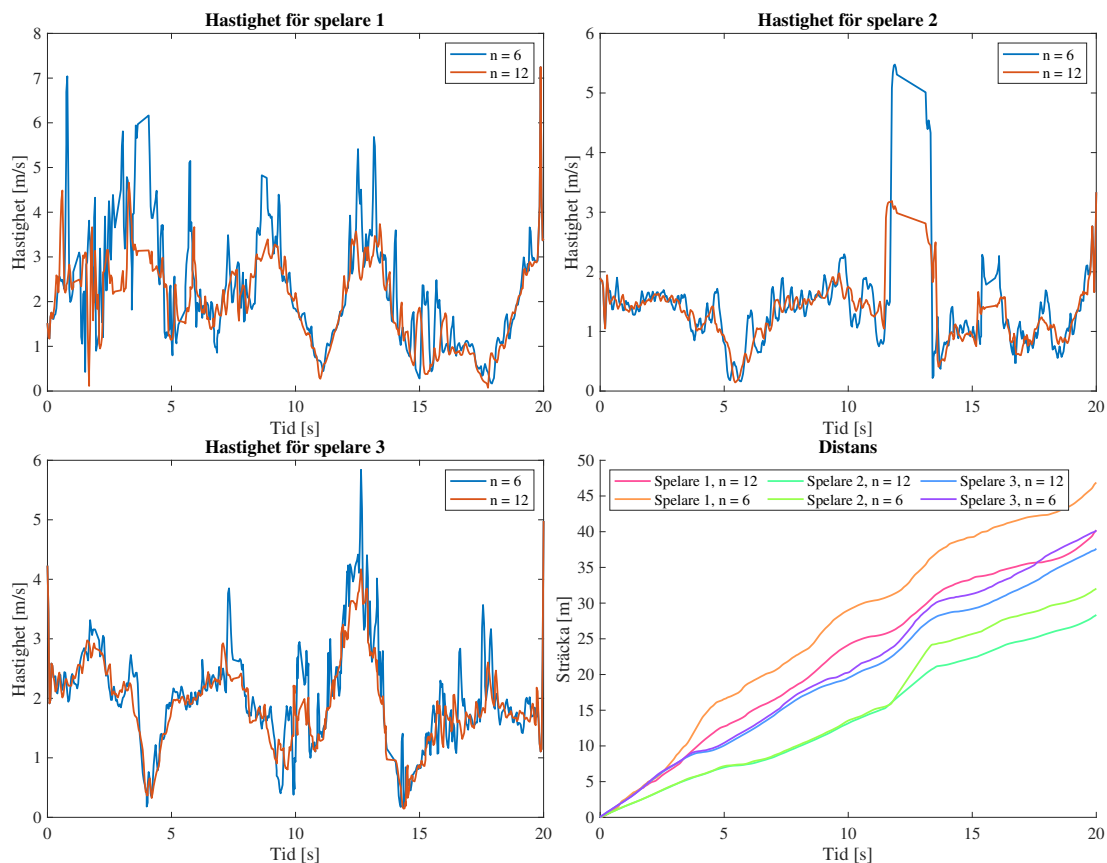 Hastighet för spelare 1
Hastighet [m/s]
8
7
6
5
4
3
2
1
0
n = 6
n = 12
0 5 10 15 20
Tid [s]
Hastighet för spelare 2
Hastighet [m/s]
6
5
4
3
2
1
0
n = 6
n = 12
0 5 10 15 20
Tid [s]
Hastighet för spelare 3
Hastighet [m/s]
6
5
4
3
2
1
0
n = 6
n = 12
0 5 10 15 20
Tid [s]
Distans
Sträcka [m]
50
45
40
35
30
25
20
15
10
5
0
Spelare 1, n = 12 Spelare 2, n = 12 Spelare 3, n = 12
Spelare 1, n = 6 Spelare 2, n = 6 Spelare 3, n = 6
0 5 10 15 20
Tid [s]